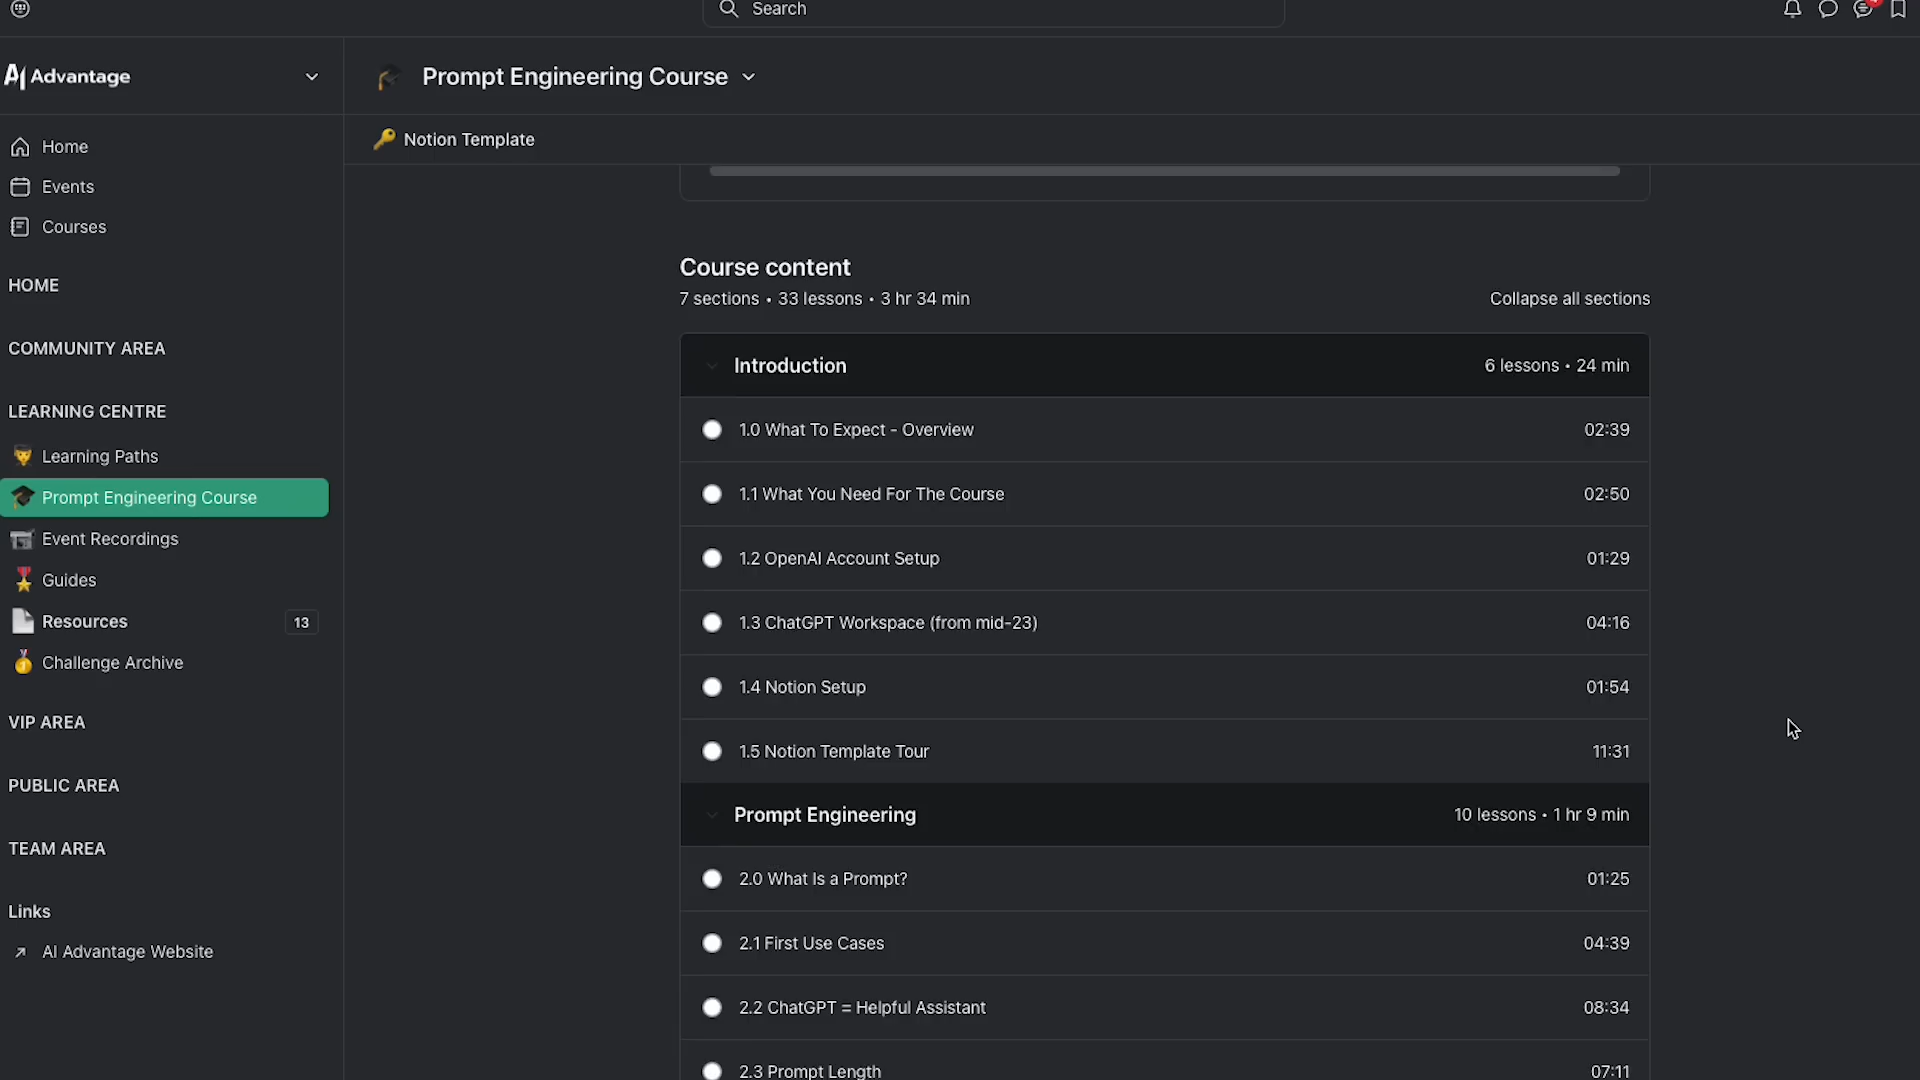 Search
AI Advantage
Prompt Engineering Course
Notion Template
Home
Events
Courses
HOME
COMMUNITY AREA
LEARNING CENTRE
Learning Paths
Prompt Engineering Course
Event Recordings
Guides
Resources 13
Challenge Archive
VIP AREA
PUBLIC AREA
TEAM AREA
Links
AI Advantage Website
Course content
7 sections • 33 lessons • 3 hr 34 min Collapse all sections
Introduction 6 lessons • 24 min
1.0 What To Expect - Overview 02:39
1.1 What You Need For The Course 02:50
1.2 OpenAI Account Setup 01:29
1.3 ChatGPT Workspace (from mid-23) 04:16
1.4 Notion Setup 01:54
1.5 Notion Template Tour 11:31
Prompt Engineering 10 lessons • 1 hr 9 min
2.0 What Is a Prompt? 01:25
2.1 First Use Cases 04:39
2.2 ChatGPT = Helpful Assistant 08:34
2.3 Prompt Length 07:11